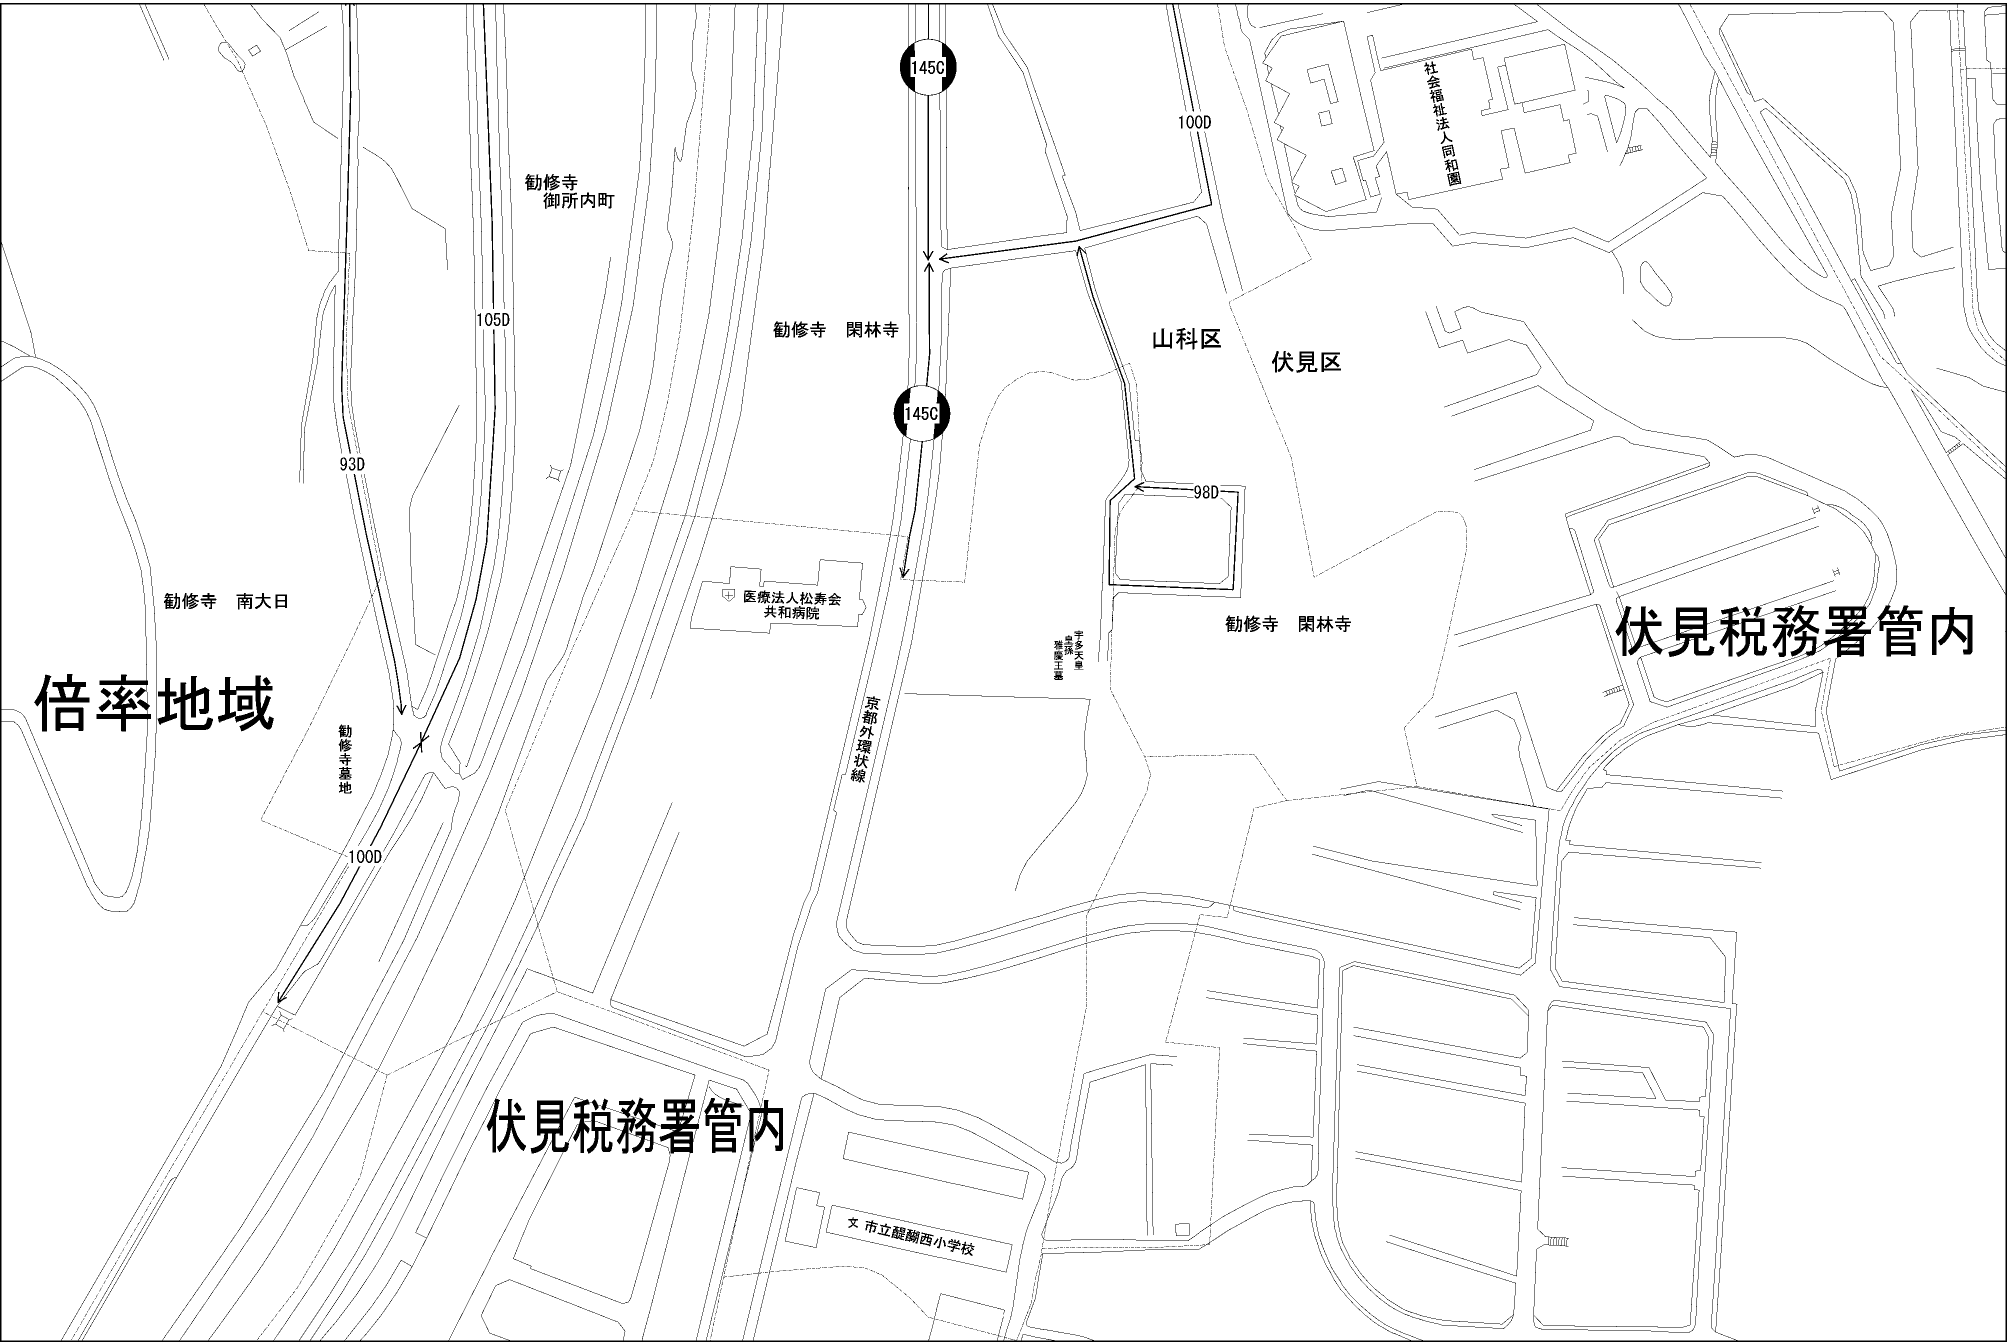 145C
社会福祉法人同和園
100D
勧修寺
御所内町
105D
勧修寺　閑林寺
山科区
伏見区
145C
93D
98D
医療法人松寿会
共和病院
勧修寺　南大日
勧修寺　閑林寺
宇多天皇
皇孫
雅慶王墓
伏見税務署管内
倍率地域
京都外環状線
勧修寺墓地
100D
伏見税務署管内
文 市立醍醐西小学校